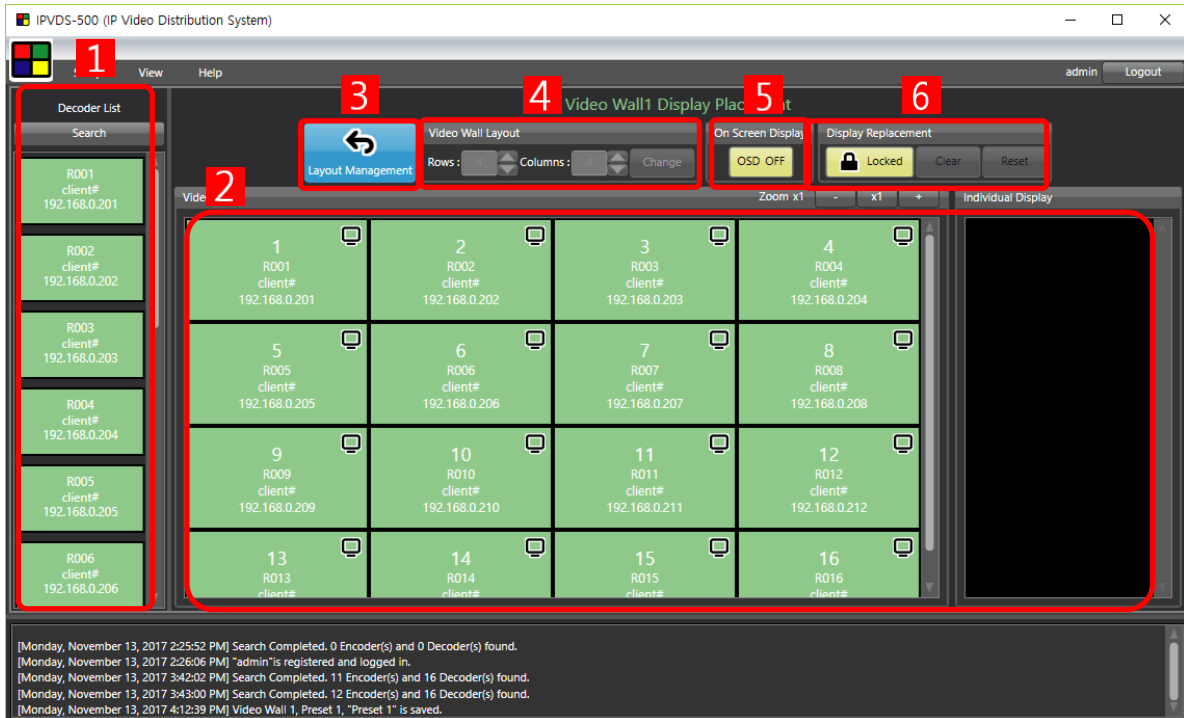 IPVDS-500 (IP Video Distribution System)
1
View
Help
admin
Logout
Decoder List
Search
R001
client#
192.168.0.201
R002
client#
192.168.0.202
R003
client#
192.168.0.203
R004
client#
192.168.0.204
R005
client#
192.168.0.205
R006
client#
192.168.0.206
3
4
5
6
Video Wall1 Display Pla
t
Layout Management
Video Wall Layout
Rows :
4
Columns :
4
Change
On Screen Display
OSD OFF
Display Replacement
Locked
Clear
Reset
2
Vide
Zoom x1
-
x1
+
Individual Display
1
R001
client#
192.168.0.201
2
R002
client#
192.168.0.202
3
R003
client#
192.168.0.203
4
R004
client#
192.168.0.204
5
R005
client#
192.168.0.205
6
R006
client#
192.168.0.206
7
R007
client#
192.168.0.207
8
R008
client#
192.168.0.208
9
R009
client#
192.168.0.209
10
R010
client#
192.168.0.210
11
R011
client#
192.168.0.211
12
R012
client#
192.168.0.212
13
R013
client#
14
R014
client#
15
R015
client#
16
R016
client#
[Monday, November 13, 2017 2:25:52 PM] Search Completed. 0 Encoder(s) and 0 Decoder(s) found.
[Monday, November 13, 2017 2:26:06 PM] "admin"is registered and logged in.
[Monday, November 13, 2017 3:42:02 PM] Search Completed. 11 Encoder(s) and 16 Decoder(s) found.
[Monday, November 13, 2017 3:43:00 PM] Search Completed. 12 Encoder(s) and 16 Decoder(s) found.
[Monday, November 13, 2017 4:12:39 PM] Video Wall 1, Preset 1, "Preset 1" is saved.